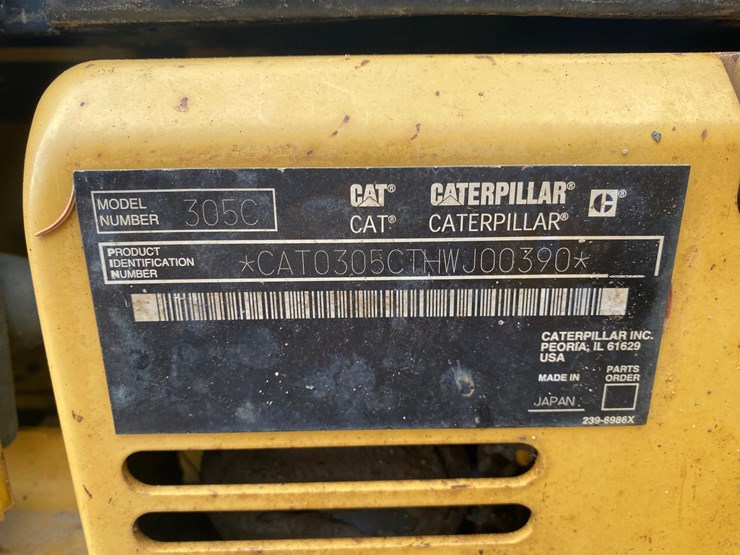 MODEL NUMBER 305C
CAT® CATERPILLAR® C®
CAT® CATERPILLAR®
PRODUCT IDENTIFICATION NUMBER *CAT0305CTHWJ00390*
CATERPILLAR INC.
PEORIA, IL 61629
USA
MADE IN JAPAN
PARTS ORDER
239-6986X